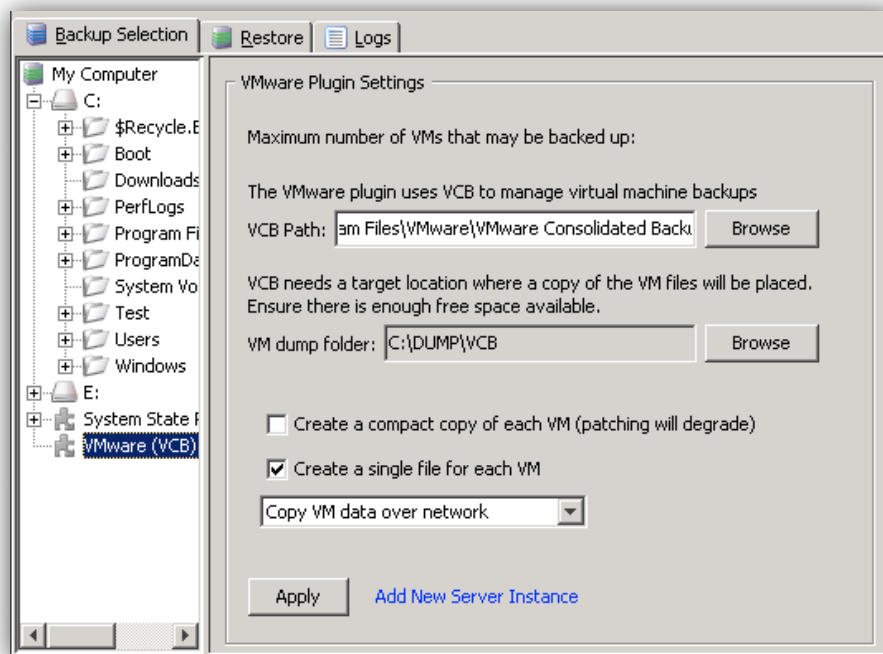 Backup Selection
Restore
Logs
My Computer
C:
$Recycle.B
Boot
Downloads
PerfLogs
Program Fi
ProgramDa
System Vo
Test
Users
Windows
E:
System State P
VMware (VCB)
VMware Plugin Settings
Maximum number of VMs that may be backed up:
The VMware plugin uses VCB to manage virtual machine backups
VCB Path: am Files\VMware\VMware Consolidated Backu Browse
VCB needs a target location where a copy of the VM files will be placed.
Ensure there is enough free space available.
VM dump folder: C:\DUMP\VCB Browse
Create a compact copy of each VM (patching will degrade)
Create a single file for each VM
Copy VM data over network
Apply Add New Server Instance